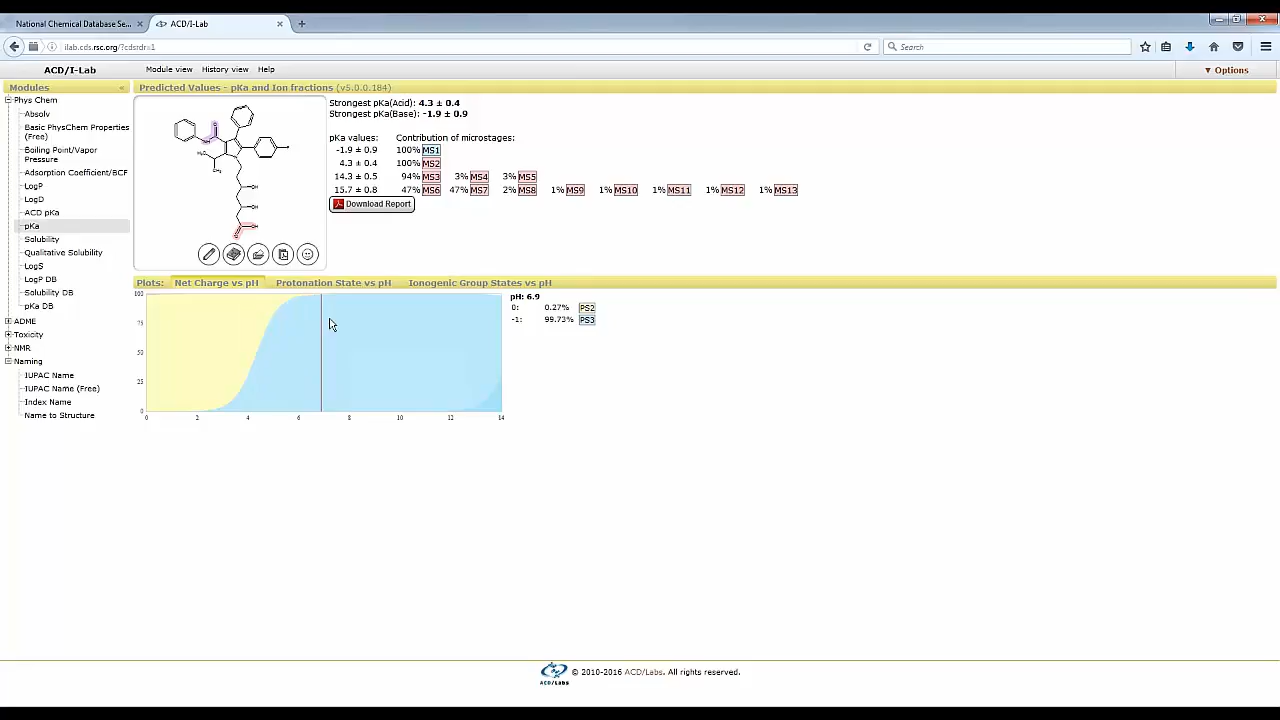 National Chemical Database Se...
ACD/I-Lab
ilab.cds.rsc.org/?cdsrdr=1
Search
ACD/I-Lab
Module view
History view
Help
▼ Options
Modules
Phys Chem
Absolv
Basic PhysChem Properties
(Free)
Boiling Point/Vapor
Pressure
Adsorption Coefficient/BCF
LogP
LogD
ACD pKa
pKa
Solubility
Qualitative Solubility
LogS
LogP DB
Solubility DB
pKa DB
ADME
Toxicity
NMR
Naming
IUPAC Name
IUPAC Name (Free)
Index Name
Name to Structure
Predicted Values - pKa and Ion fractions (v5.0.0.184)
Strongest pKa(Acid): 4.3 ± 0.4
Strongest pKa(Base): -1.9 ± 0.9
pKa values: Contribution of microstages:
-1.9 ± 0.9 100% MS1
4.3 ± 0.4 100% MS2
14.3 ± 0.5 94% MS3 3% MS4 3% MS5
15.7 ± 0.8 47% MS6 47% MS7 2% MS8 1% MS9 1% MS10 1% MS11 1% MS12 1% MS13
Download Report
Plots: Net Charge vs pH Protonation State vs pH Ionogenic Group States vs pH
100
75
50
25
0
0 2 4 6 8 10 12 14
pH: 6.9
0: 0.27% PS2
-1: 99.73% PS3
ACD/Labs
© 2010-2016 ACD/Labs. All rights reserved.